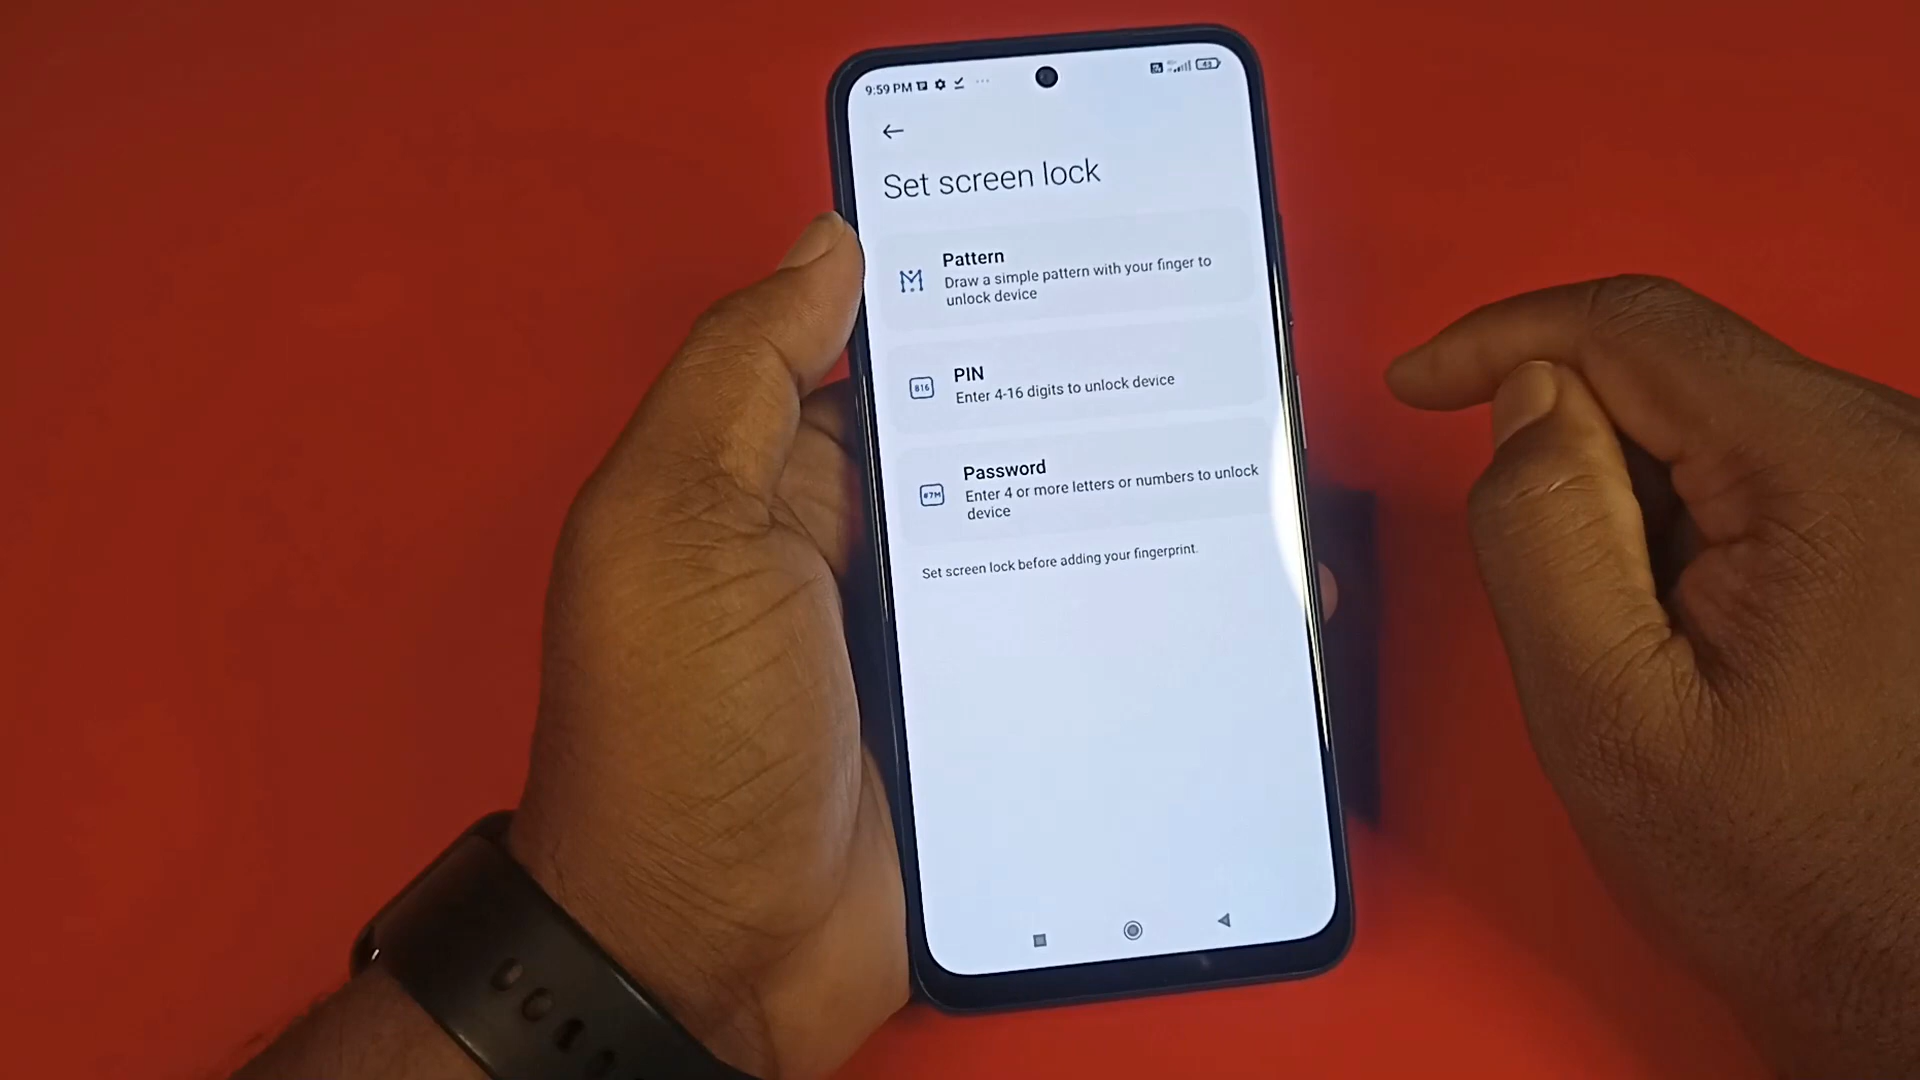 9:59 PM
Set screen lock
Pattern
Draw a simple pattern with your finger to
unlock device
816
PIN
Enter 4-16 digits to unlock device
Password
Enter 4 or more letters or numbers to unlock
device
Set screen lock before adding your fingerprint.